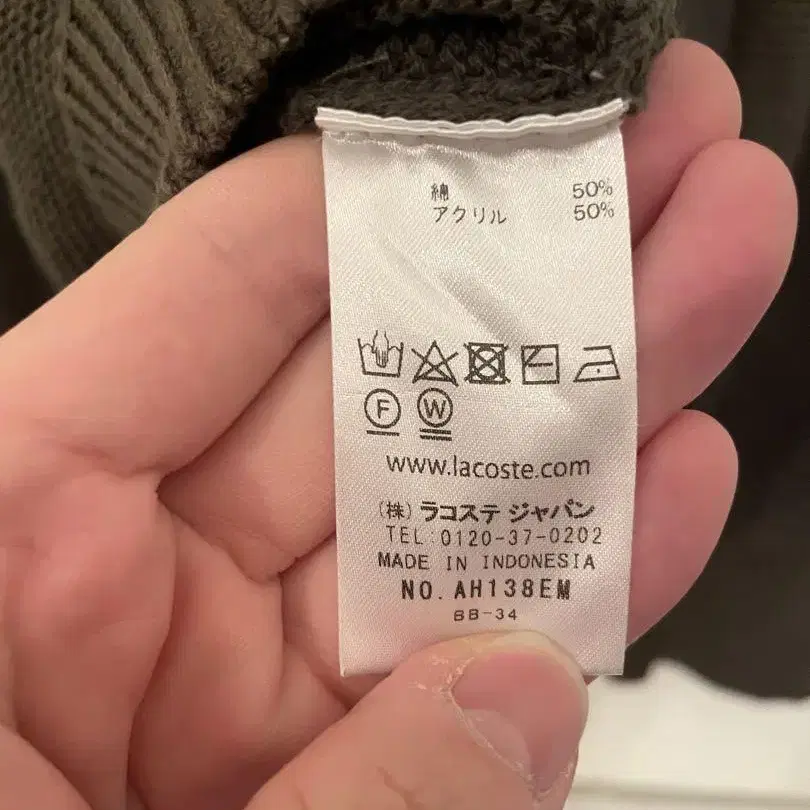 綿 50%
アクリル 50%
F W
www.lacoste.com
(株) ラコステ ジャパン
TEL:0120-37-0202
MADE IN INDONESIA
NO. AH138EM
BB-34